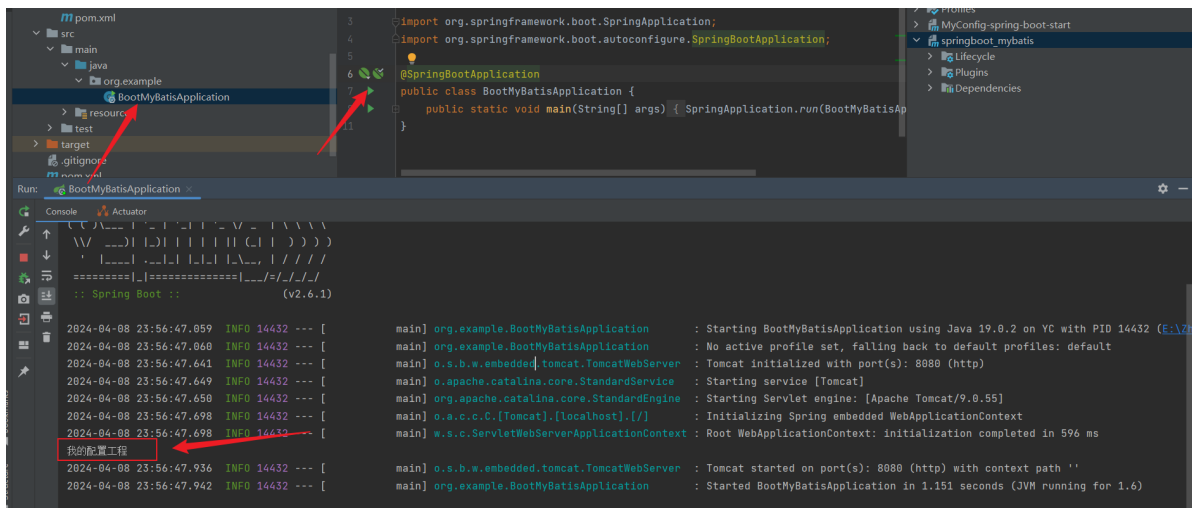 pom.xml
src
main
java
org.example
BootMyBatisApplication
resourc
test
target
.gitignore
pom.xml
3 import org.springframework.boot.SpringApplication;
4 import org.springframework.boot.autoconfigure.SpringBootApplication;
5
6 @SpringBootApplication
7 public class BootMyBatisApplication {
public static void main(String[] args) { SpringApplication.run(BootMyBatisAp
11 }
Profiles
MyConfig-spring-boot-start
springboot_mybatis
Lifecycle
Plugins
Dependencies
Run: BootMyBatisApplication ×
Console Actuator
:: Spring Boot :: (v2.6.1)
2024-04-08 23:56:47.059 INFO 14432 --- [ main] org.example.BootMyBatisApplication : Starting BootMyBatisApplication using Java 19.0.2 on YC with PID 14432 (E:\Zh
2024-04-08 23:56:47.060 INFO 14432 --- [ main] org.example.BootMyBatisApplication : No active profile set, falling back to default profiles: default
2024-04-08 23:56:47.641 INFO 14432 --- [ main] o.s.b.w.embedded.tomcat.TomcatWebServer : Tomcat initialized with port(s): 8080 (http)
2024-04-08 23:56:47.649 INFO 14432 --- [ main] o.apache.catalina.core.StandardService : Starting service [Tomcat]
2024-04-08 23:56:47.650 INFO 14432 --- [ main] org.apache.catalina.core.StandardEngine : Starting Servlet engine: [Apache Tomcat/9.0.55]
2024-04-08 23:56:47.698 INFO 14432 --- [ main] o.a.c.c.C.[Tomcat].[localhost].[/] : Initializing Spring embedded WebApplicationContext
2024-04-08 23:56:47.698 INFO 14432 --- [ main] w.s.c.ServletWebServerApplicationContext : Root WebApplicationContext: initialization completed in 596 ms
我的配置工程
2024-04-08 23:56:47.936 INFO 14432 --- [ main] o.s.b.w.embedded.tomcat.TomcatWebServer : Tomcat started on port(s): 8080 (http) with context path ''
2024-04-08 23:56:47.942 INFO 14432 --- [ main] org.example.BootMyBatisApplication : Started BootMyBatisApplication in 1.151 seconds (JVM running for 1.6)